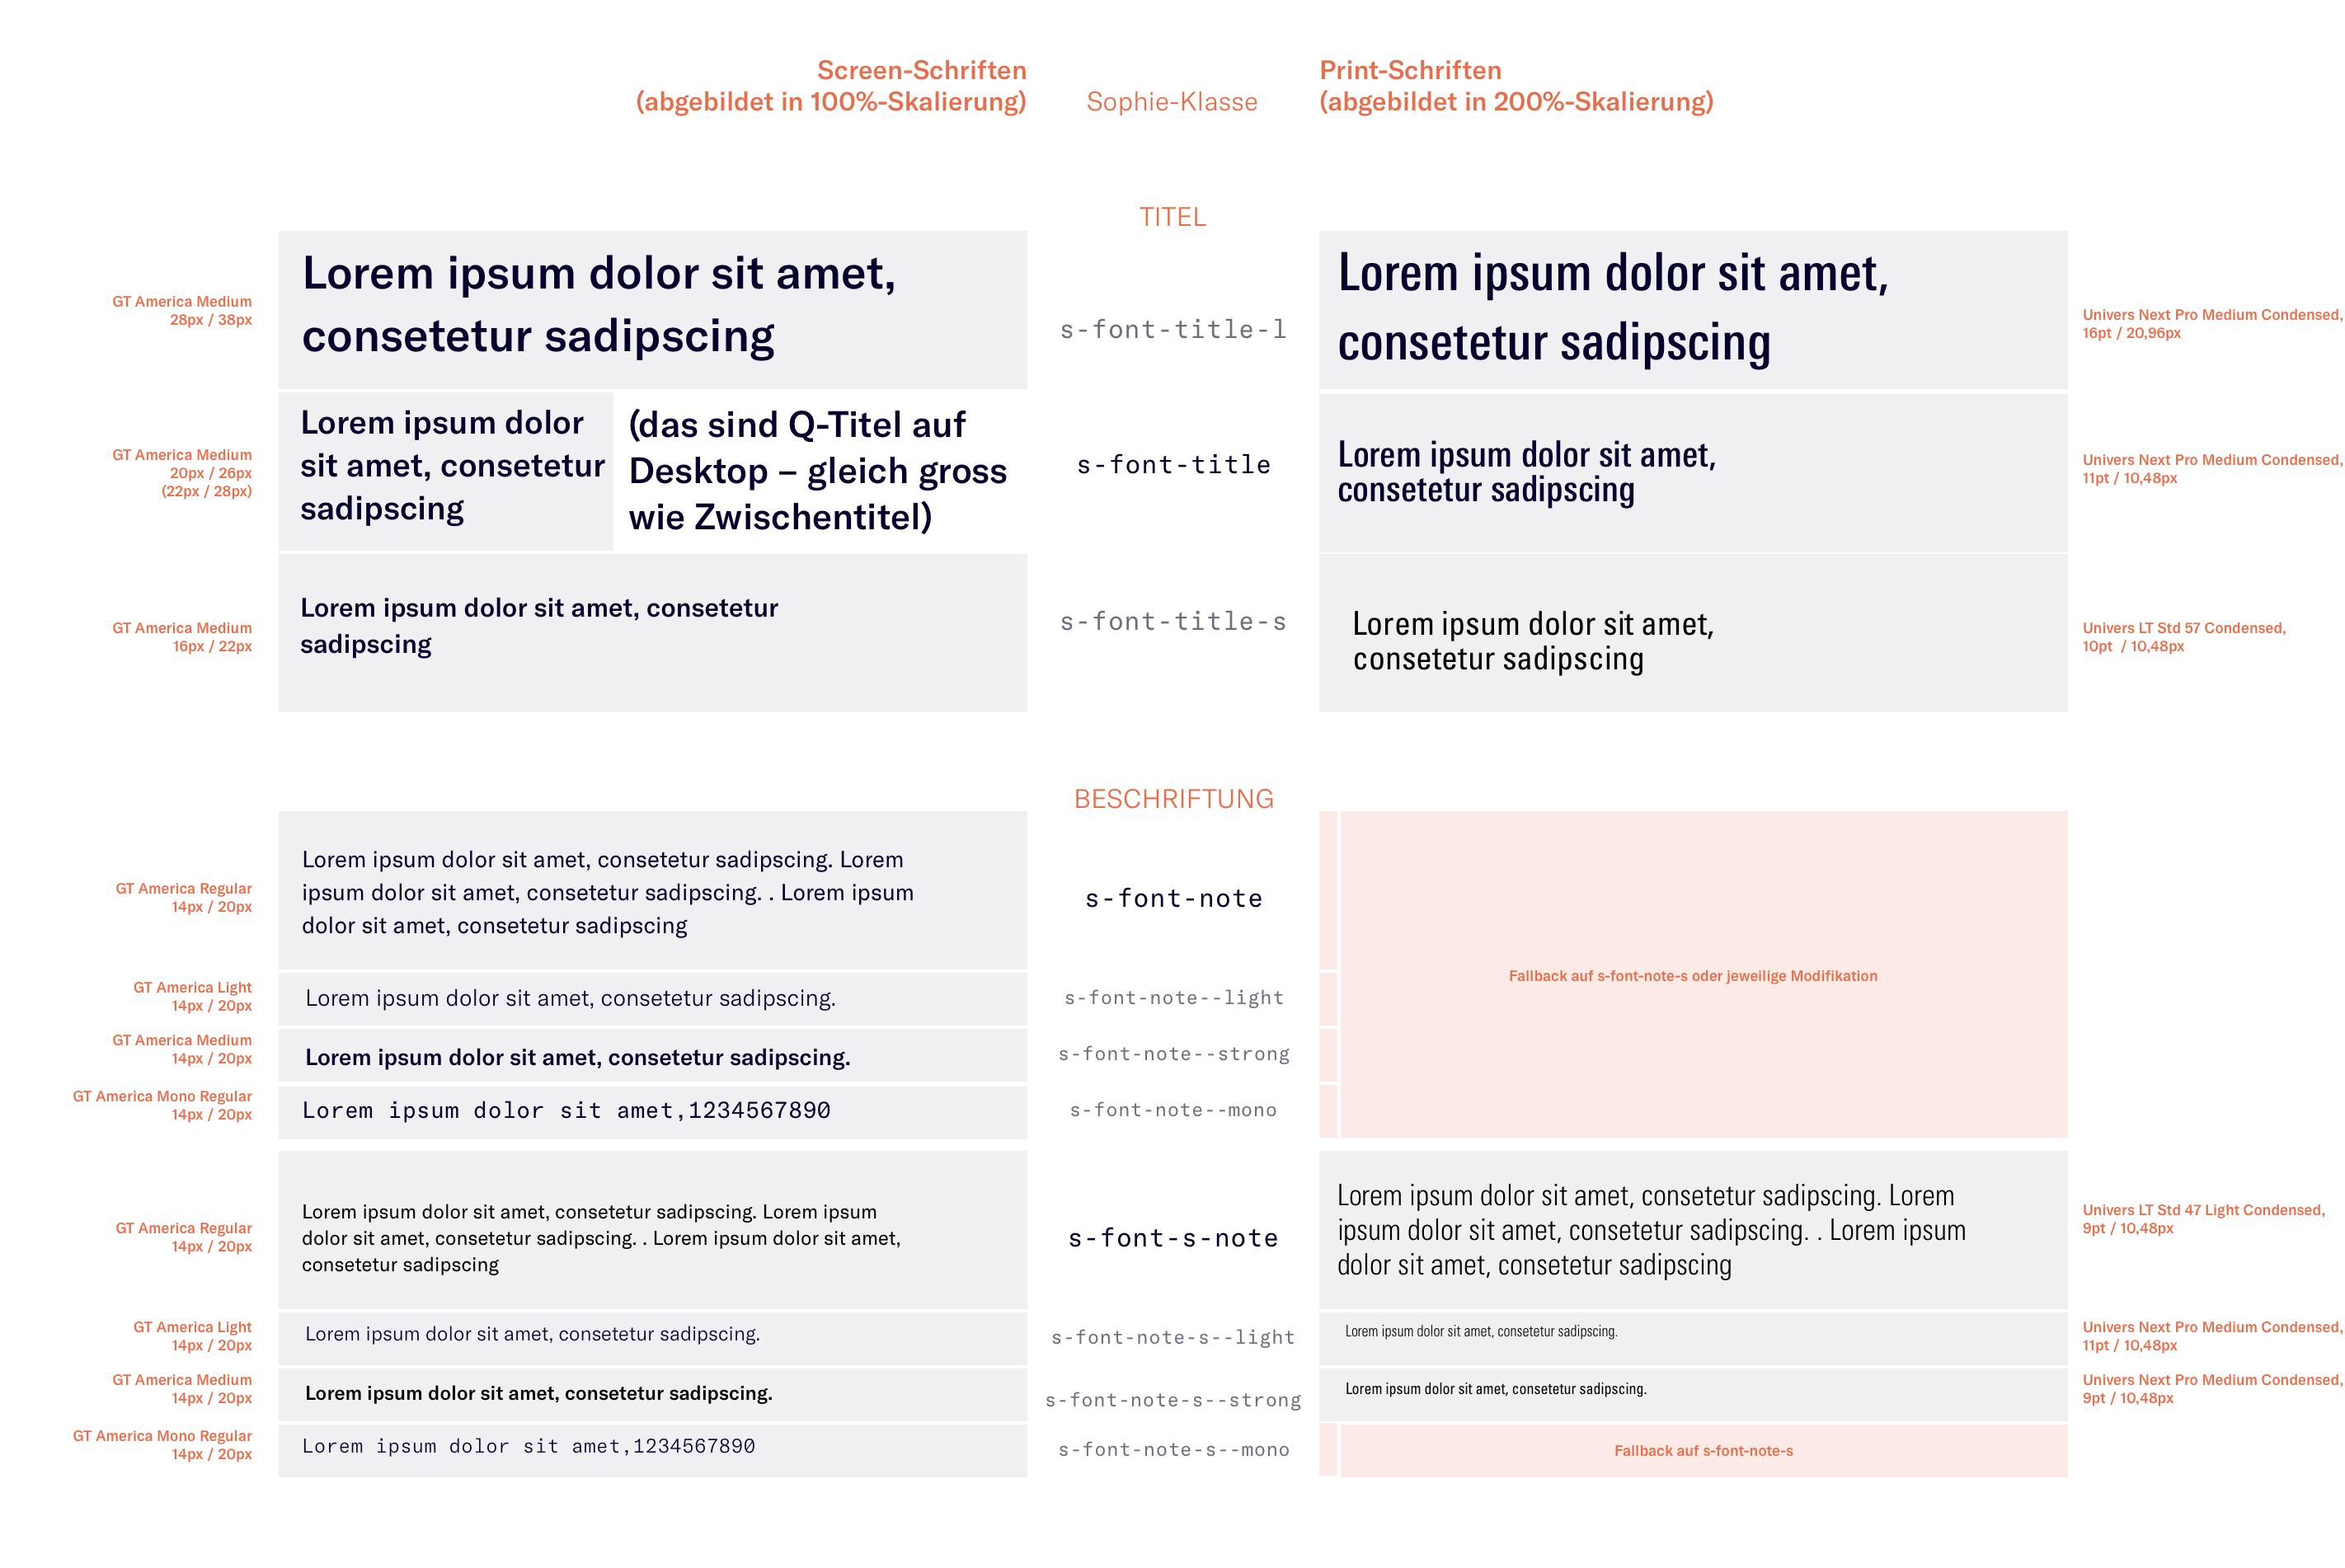 Screen-Schriften
(abgebildet in 100%-Skalierung)
Sophie-Klasse
Print-Schriften
(abgebildet in 200%-Skalierung)
TITEL
GT America Medium
28px / 38px
Lorem ipsum dolor sit amet,
consetetur sadipscing
s-font-title-l
Lorem ipsum dolor sit amet,
consetetur sadipscing
Univers Next Pro Medium Condensed,
16pt / 20,96px
GT America Medium
20px / 26px
(22px / 28px)
Lorem ipsum dolor
sit amet, consetetur
sadipscing
(das sind Q-Titel auf
Desktop – gleich gross
wie Zwischentitel)
s-font-title
Lorem ipsum dolor sit amet,
consetetur sadipscing
Univers Next Pro Medium Condensed,
11pt / 10,48px
GT America Medium
16px / 22px
Lorem ipsum dolor sit amet, consetetur
sadipscing
s-font-title-s
Lorem ipsum dolor sit amet,
consetetur sadipscing
Univers LT Std 57 Condensed,
10pt  / 10,48px
BESCHRIFTUNG
GT America Regular
14px / 20px
Lorem ipsum dolor sit amet, consetetur sadipscing. Lorem
ipsum dolor sit amet, consetetur sadipscing. . Lorem ipsum
dolor sit amet, consetetur sadipscing
s-font-note
Fallback auf s-font-note-s oder jeweilige Modifikation
GT America Light
14px / 20px
Lorem ipsum dolor sit amet, consetetur sadipscing.
s-font-note--light
GT America Medium
14px / 20px
Lorem ipsum dolor sit amet, consetetur sadipscing.
s-font-note--strong
GT America Mono Regular
14px / 20px
Lorem ipsum dolor sit amet,1234567890
s-font-note--mono
GT America Regular
14px / 20px
Lorem ipsum dolor sit amet, consetetur sadipscing. Lorem ipsum
dolor sit amet, consetetur sadipscing. . Lorem ipsum dolor sit amet,
consetetur sadipscing
s-font-s-note
Lorem ipsum dolor sit amet, consetetur sadipscing. Lorem
ipsum dolor sit amet, consetetur sadipscing. . Lorem ipsum
dolor sit amet, consetetur sadipscing
Univers LT Std 47 Light Condensed,
9pt / 10,48px
GT America Light
14px / 20px
Lorem ipsum dolor sit amet, consetetur sadipscing.
s-font-note-s--light
Lorem ipsum dolor sit amet, consetetur sadipscing.
Univers Next Pro Medium Condensed,
11pt / 10,48px
GT America Medium
14px / 20px
Lorem ipsum dolor sit amet, consetetur sadipscing.
s-font-note-s--strong
Lorem ipsum dolor sit amet, consetetur sadipscing.
Univers Next Pro Medium Condensed,
9pt / 10,48px
GT America Mono Regular
14px / 20px
Lorem ipsum dolor sit amet,1234567890
s-font-note-s--mono
Fallback auf s-font-note-s